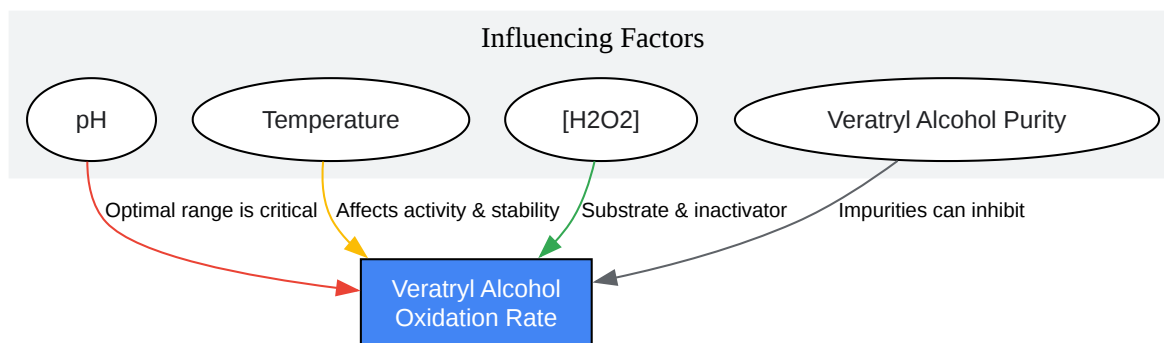 Influencing Factors
pH
Temperature
[H2O2]
Veratryl Alcohol Purity
Optimal range is critical
Affects activity & stability
Substrate & inactivator
Impurities can inhibit
Veratryl Alcohol
Oxidation Rate